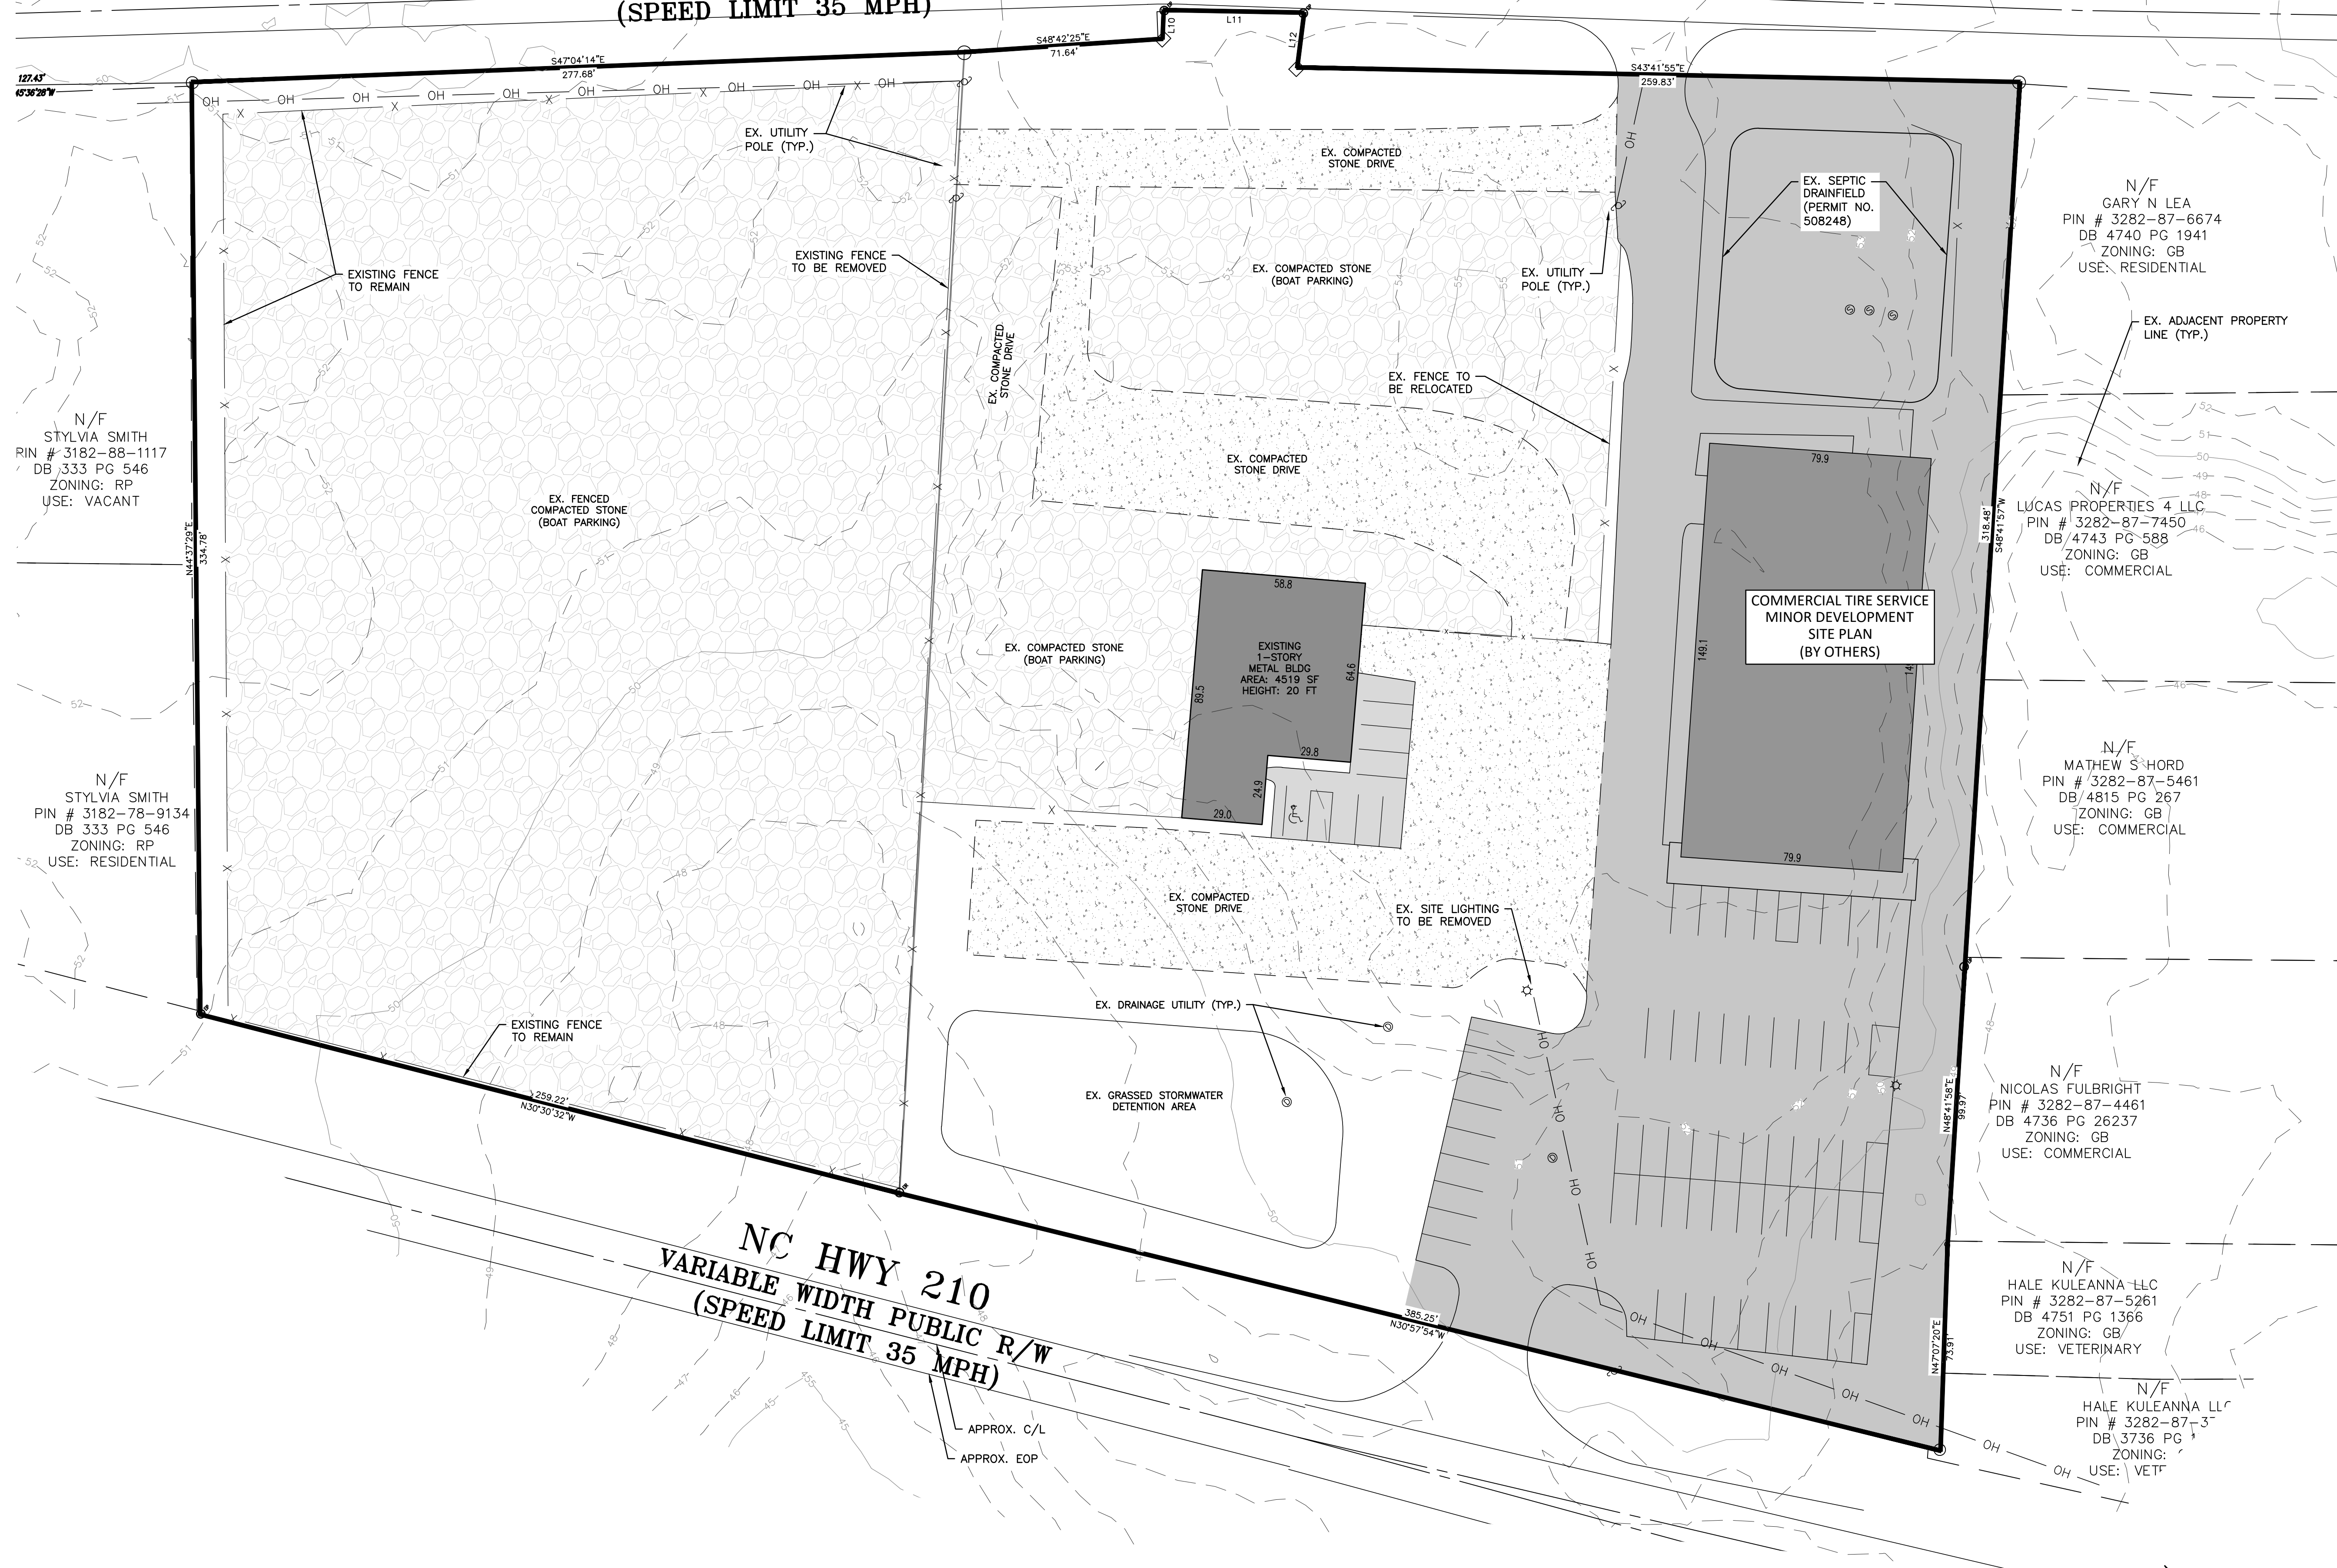 (SPEED LIMIT 35 MPH)
S47°04'14"E
277.68'
S48°42'25"E
71.64'
L10
L11
L12
S43°41'55"E
259.83'
127.43'
45°36'28"W
EX. UTILITY
POLE (TYP.)
EX. COMPACTED
STONE DRIVE
EX. SEPTIC
DRAINFIELD
(PERMIT NO.
508248)
N/F
GARY N LEA
PIN # 3282-87-6674
DB 4740 PG 1941
ZONING: GB
USE: RESIDENTIAL
EXISTING FENCE
TO REMAIN
EXISTING FENCE
TO BE REMOVED
EX. COMPACTED STONE
(BOAT PARKING)
EX. UTILITY
POLE (TYP.)
EX. ADJACENT PROPERTY
LINE (TYP.)
EX. COMPACTED
STONE DRIVE
EX. FENCE TO
BE RELOCATED
N/F
STYLVIA SMITH
PIN # 3182-88-1117
DB 333 PG 546
ZONING: RP
USE: VACANT
EX. FENCED
COMPACTED STONE
(BOAT PARKING)
EX. COMPACTED
STONE DRIVE
79.9
N/F
LUCAS PROPERTIES 4 LLC
PIN # 3282-87-7450
DB 4743 PG 588
ZONING: GB
USE: COMMERCIAL
N44°37'29"E
334.78'
318.48'
S48°41'57"W
58.8
EXISTING
1-STORY
METAL BLDG
AREA: 4519 SF
HEIGHT: 20 FT
89.5
64.6
29.8
24.9
29.0
EX. COMPACTED STONE
(BOAT PARKING)
149.1
COMMERCIAL TIRE SERVICE
MINOR DEVELOPMENT
SITE PLAN
(BY OTHERS)
79.9
N/F
STYLVIA SMITH
PIN # 3182-78-9134
DB 333 PG 546
ZONING: RP
USE: RESIDENTIAL
N/F
MATHEW S HORD
PIN # 3282-87-5461
DB 4815 PG 267
ZONING: GB
USE: COMMERCIAL
EX. COMPACTED
STONE DRIVE
EX. SITE LIGHTING
TO BE REMOVED
EX. DRAINAGE UTILITY (TYP.)
EXISTING FENCE
TO REMAIN
259.22'
N30°30'32"W
EX. GRASSED STORMWATER
DETENTION AREA
N48°41'58"E
99.97'
N/F
NICOLAS FULBRIGHT
PIN # 3282-87-4461
DB 4736 PG 26237
ZONING: GB
USE: COMMERCIAL
NC HWY 210
VARIABLE WIDTH PUBLIC R/W
(SPEED LIMIT 35 MPH)
385.25'
N30°57'54"W
N47°07'20"E
73.91'
N/F
HALE KULEANNA LLC
PIN # 3282-87-5261
DB 4751 PG 1366
ZONING: GB
USE: VETERINARY
N/F
HALE KULEANNA
PIN # 3282-87-3
DB 3736 PG
ZONING:
USE:
APPROX. C/L
APPROX. EOP